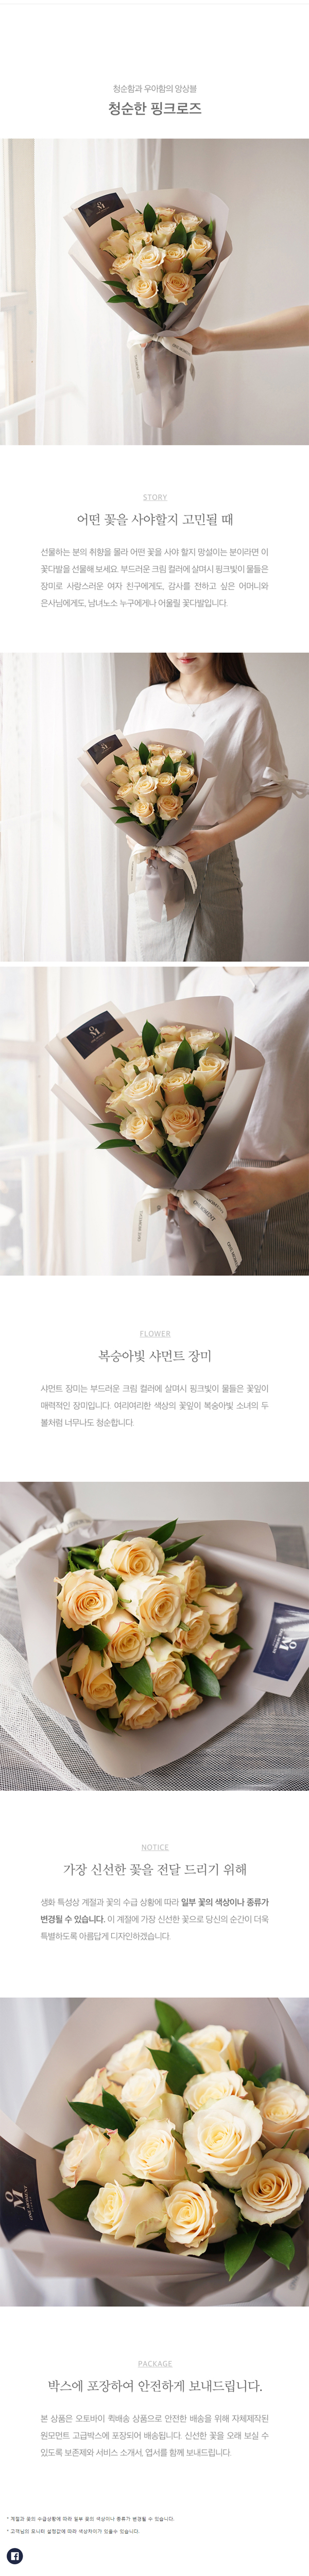 청순함과 우아함의 앙상블
청순한 핑크로즈
STORY
어떤 꽃을 사야할지 고민될 때
선물하는 분의 취향을 몰라 어떤 꽃을 사야 할지 망설이는 분이라면 이
꽃다발을 선물해 보세요. 부드러운 크림 컬러에 살며시 핑크빛이 물들은
장미로 사랑스러운 여자 친구에게도, 감사를 전하고 싶은 어머니와
은사님에게도, 남녀노소 누구에게나 어울릴 꽃다발입니다.
FLOWER
복숭아빛 샤먼트 장미
샤먼트 장미는 부드러운 크림 컬러에 살며시 핑크빛이 물들은 꽃잎이
매력적인 장미입니다. 여리여리한 색상의 꽃잎이 복숭아빛 소녀의 두
볼처럼 너무나도 청순합니다.
NOTICE
가장 신선한 꽃을 전달 드리기 위해
생화 특성상 계절과 꽃의 수급 상황에 따라 일부 꽃의 색상이나 종류가
변경될 수 있습니다. 이 계절에 가장 신선한 꽃으로 당신의 순간이 더욱
특별하도록 아름답게 디자인하겠습니다.
PACKAGE
박스에 포장하여 안전하게 보내드립니다.
본 상품은 오토바이 퀵배송 상품으로 안전한 배송을 위해 자체제작된
원모먼트 고급박스에 포장되어 배송됩니다. 신선한 꽃을 오래 보실 수
있도록 보존제와 서비스 소개서, 엽서를 함께 보내드립니다.
* 계절과 꽃의 수급상황에 따라 일부 꽃의 색상이나 종류가 변경될 수 있습니다.
* 고객님의 모니터 설정값에 따라 색상차이가 있을수 있습니다.